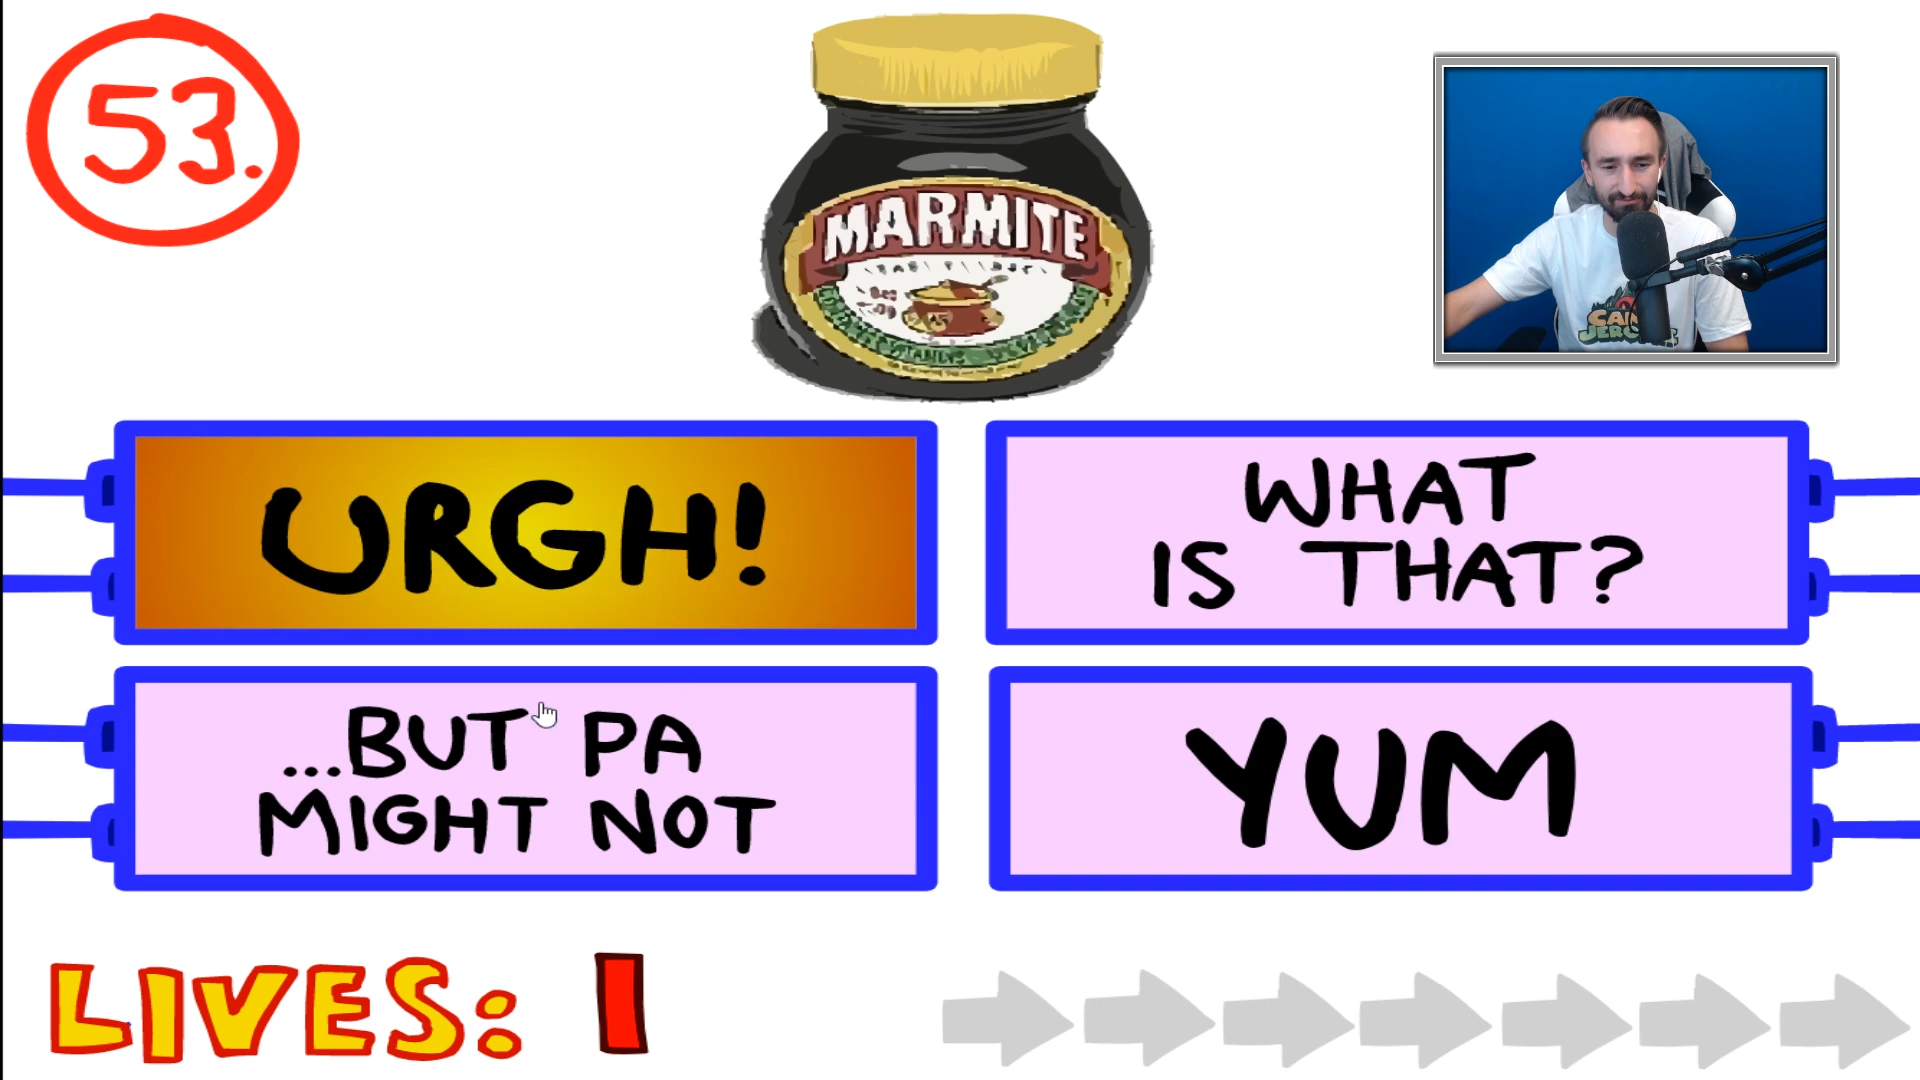 53.
MARMITE
URGH!
WHAT
IS THAT?
...BUT PA
MIGHT NOT
YUM
LIVES: 1